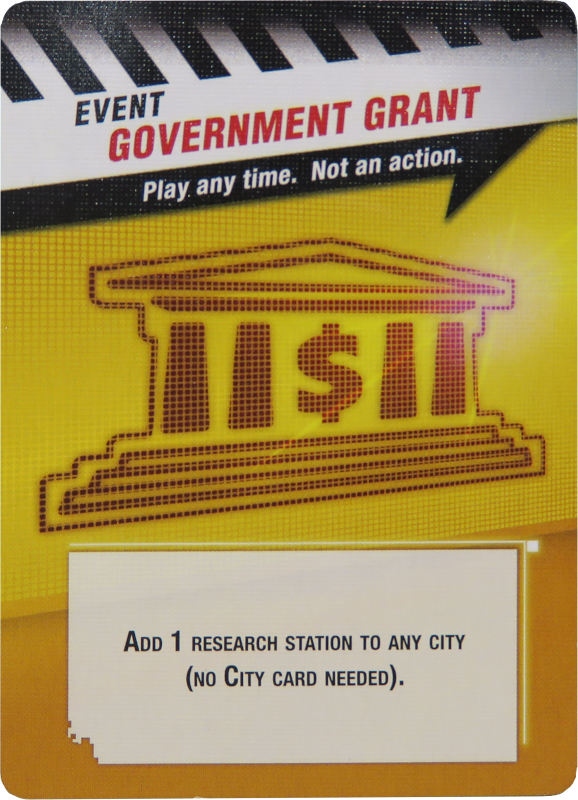 EVENT
GOVERNMENT GRANT
Play any time. Not an action.
$
ADD 1 RESEARCH STATION TO ANY CITY
(NO CITY CARD NEEDED).